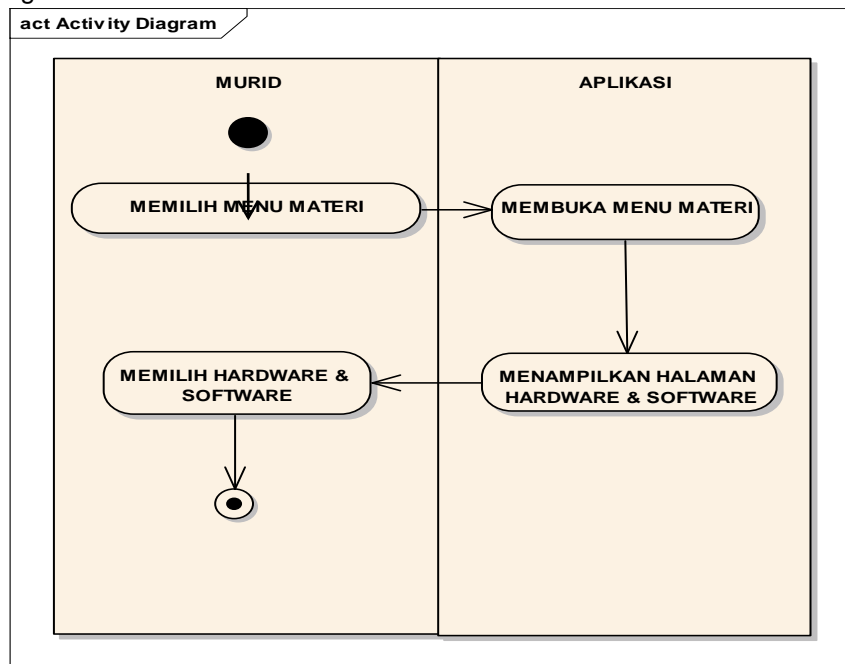 act Activity Diagram
MURID
APLIKASI
MEMILIH MENU MATERI
MEMBUKA MENU MATERI
MEMILIH HARDWARE &
SOFTWARE
MENAMPILKAN HALAMAN
HARDWARE & SOFTWARE